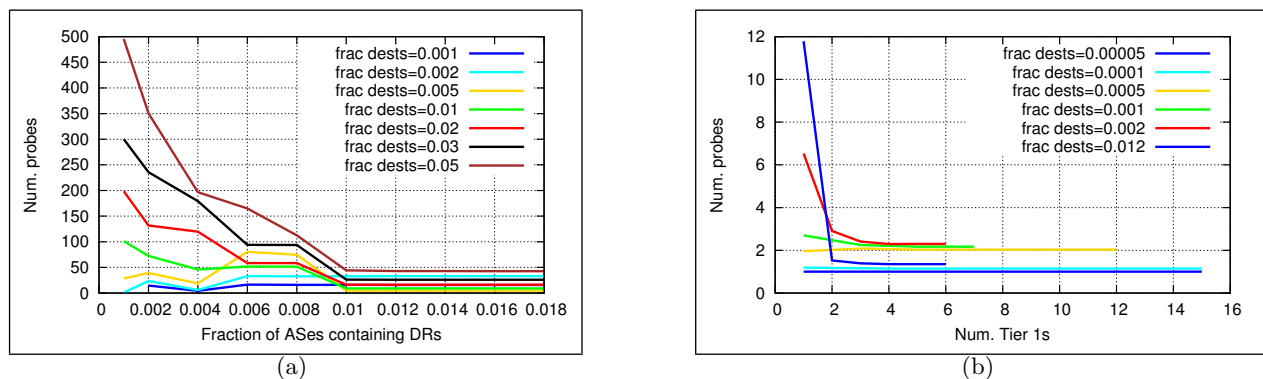 500
450
400
350
300
250
200
150
100
50
0
Num. probes
frac dests=0.001
frac dests=0.002
frac dests=0.005
frac dests=0.01
frac dests=0.02
frac dests=0.03
frac dests=0.05
0 0.002 0.004 0.006 0.008 0.01 0.012 0.014 0.016 0.018
Fraction of ASes containing DRs
(a)
12
10
8
6
4
2
0
Num. probes
frac dests=0.00005
frac dests=0.0001
frac dests=0.0005
frac dests=0.001
frac dests=0.002
frac dests=0.012
0 2 4 6 8 10 12 14 16
Num. Tier 1s
(b)